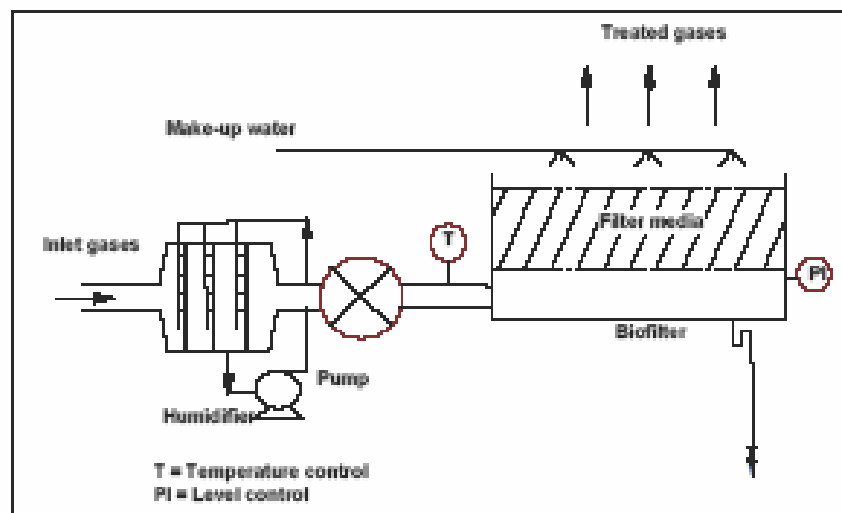 Treated gases
Make-up water
Inlet gases
T
Filter media
PI
Biofilter
Pump
Humidifier
T = Temperature control
PI = Level control